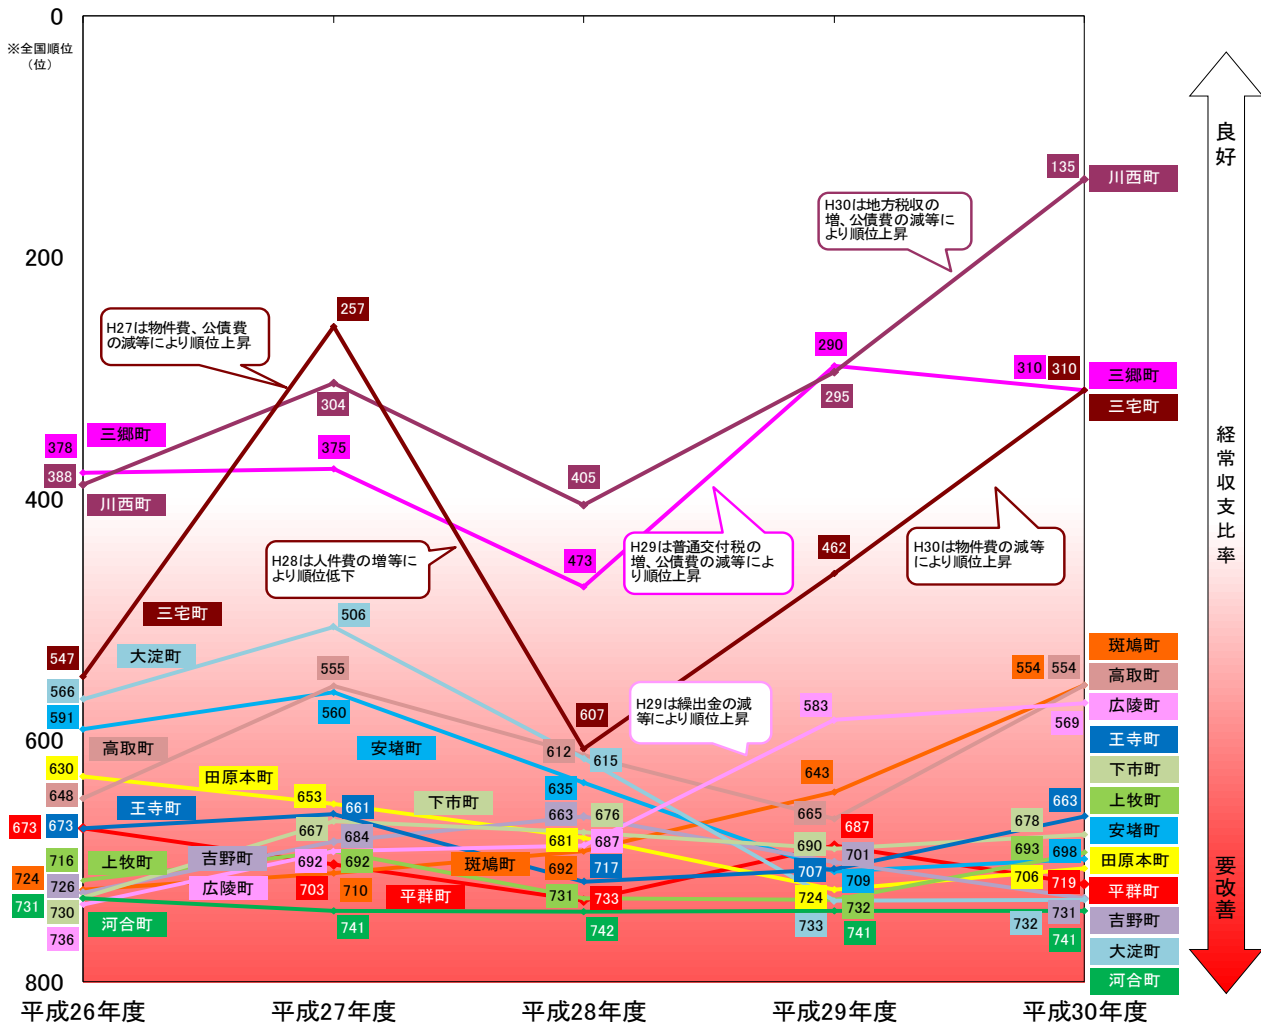 0
※全国順位
(位)
200
400
600
800
平成26年度
平成27年度
平成28年度
平成29年度
平成30年度
良好
経常収支比率
要改善
H27は物件費、公債費
の減等により順位上昇
H28は人件費の増等に
より順位低下
H29は普通交付税の
増、公債費の減等によ
り順位上昇
H29は繰出金の減
等により順位上昇
H30は地方税収の
増、公債費の減等に
より順位上昇
H30は物件費の減等
により順位上昇
378
388
547
566
591
630
648
673
673
716
724
726
731
730
736
三郷町
川西町
三宅町
大淀町
高取町
安堵町
田原本町
王寺町
下市町
上牧町
吉野町
広陵町
斑鳩町
平群町
河合町
257
304
375
506
555
560
653
661
667
684
692
692
703
710
741
405
473
607
612
615
635
663
676
681
687
692
717
731
733
742
290
295
462
583
643
665
687
690
701
707
709
724
732
733
741
135
310
310
554
554
569
663
678
693
698
706
719
731
732
741
川西町
三郷町
三宅町
斑鳩町
高取町
広陵町
王寺町
下市町
上牧町
安堵町
田原本町
平群町
吉野町
大淀町
河合町